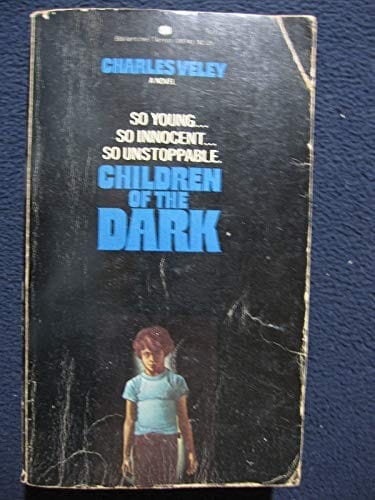 CHARLES VELEY
A NOVEL
SO YOUNG....
SO INNOCENT...
SO UNSTOPPABLE.
CHILDREN
OF THE
DARK